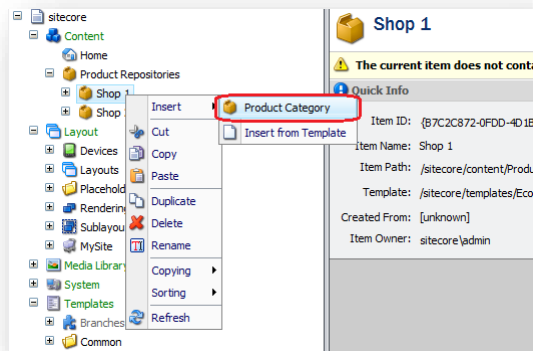 sitecore
Content
Home
Product Repositories
Shop 1
Shop
Layout
Devices
Layouts
Placehold
Rendering
Sublayou
MySite
Media Library
System
Templates
Branches
Common
Insert
Cut
Copy
Paste
Duplicate
Delete
Rename
Copying
Sorting
Refresh
Product Category
Insert from Template
Shop 1
The current item does not conta
Quick Info
Item ID: {B7C2C872-0FDD-4D1B
Item Name: Shop 1
Item Path: /sitecore/content/Produ
Template: /sitecore/templates/Eco
Created From: [unknown]
Item Owner: sitecore\admin